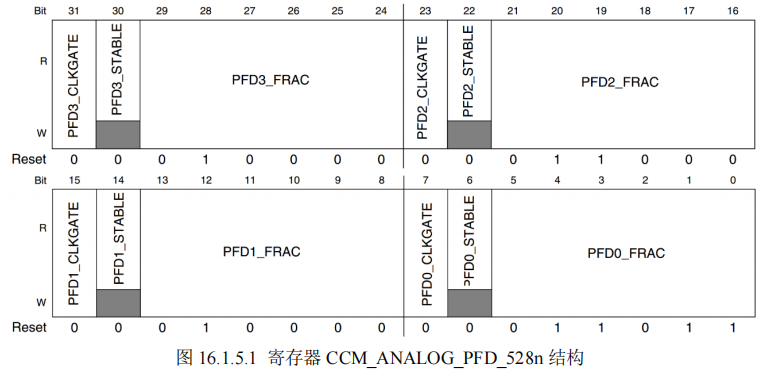 Bit 31 30 29 28 27 26 25 24 23 22 21 20 19 18 17 16
R
PFD3_CLKGATE
PFD3_STABLE
PFD3_FRAC
PFD2_CLKGATE
PFD2_STABLE
PFD2_FRAC
W
Reset 0 0 0 1 0 0 0 0 0 0 0 1 1 0 0 0
Bit 15 14 13 12 11 10 9 8 7 6 5 4 3 2 1 0
R
PFD1_CLKGATE
PFD1_STABLE
PFD1_FRAC
PFD0_CLKGATE
PFD0_STABLE
PFD0_FRAC
W
Reset 0 0 0 1 0 0 0 0 0 0 0 1 1 0 1 1
图 16.1.5.1 寄存器 CCM_ANALOG_PFD_528n 结构